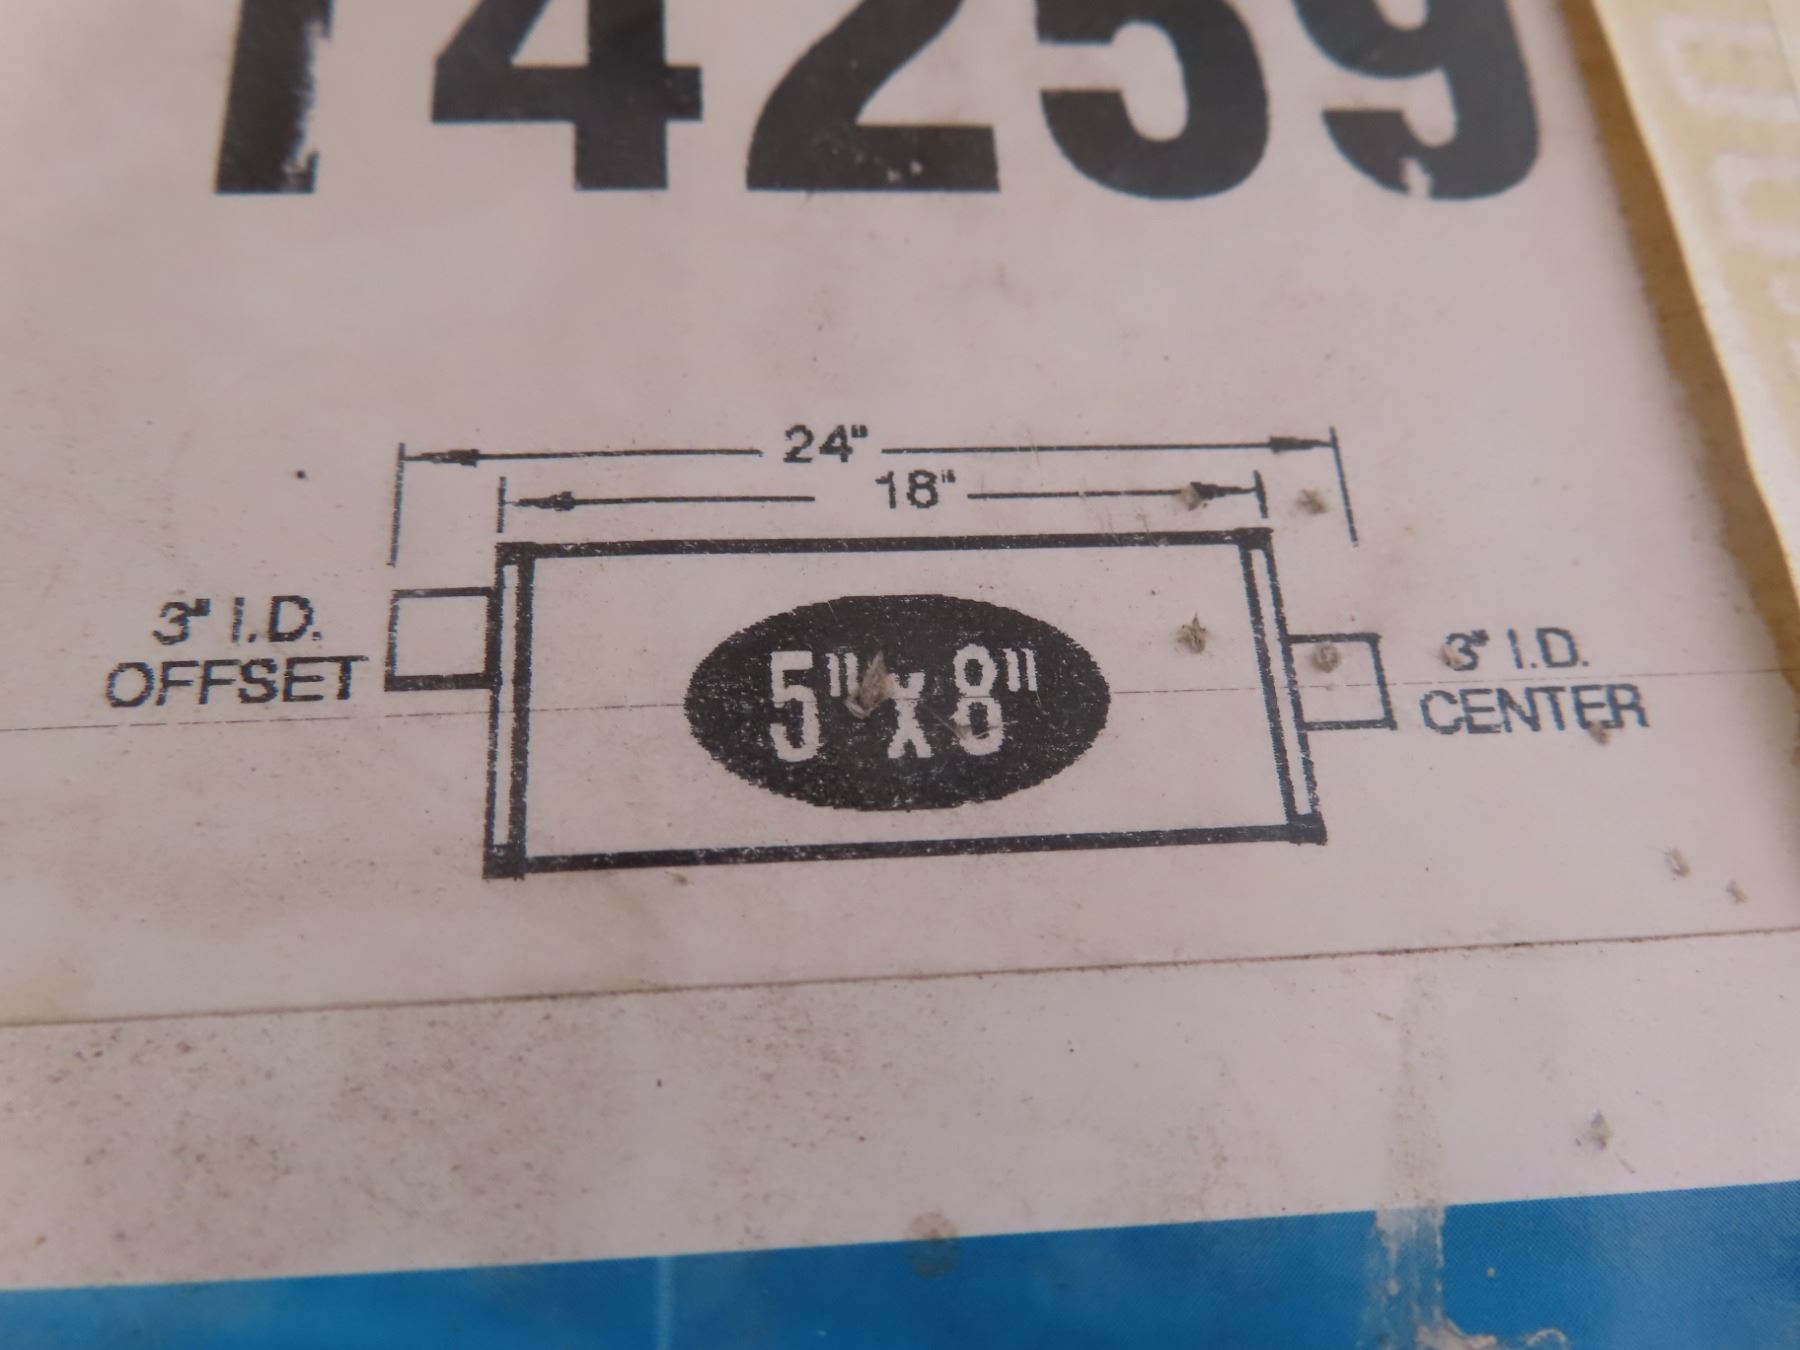 4259
24"
18"
3" I.D.
OFFSET
5" x 8"
3" I.D.
CENTER